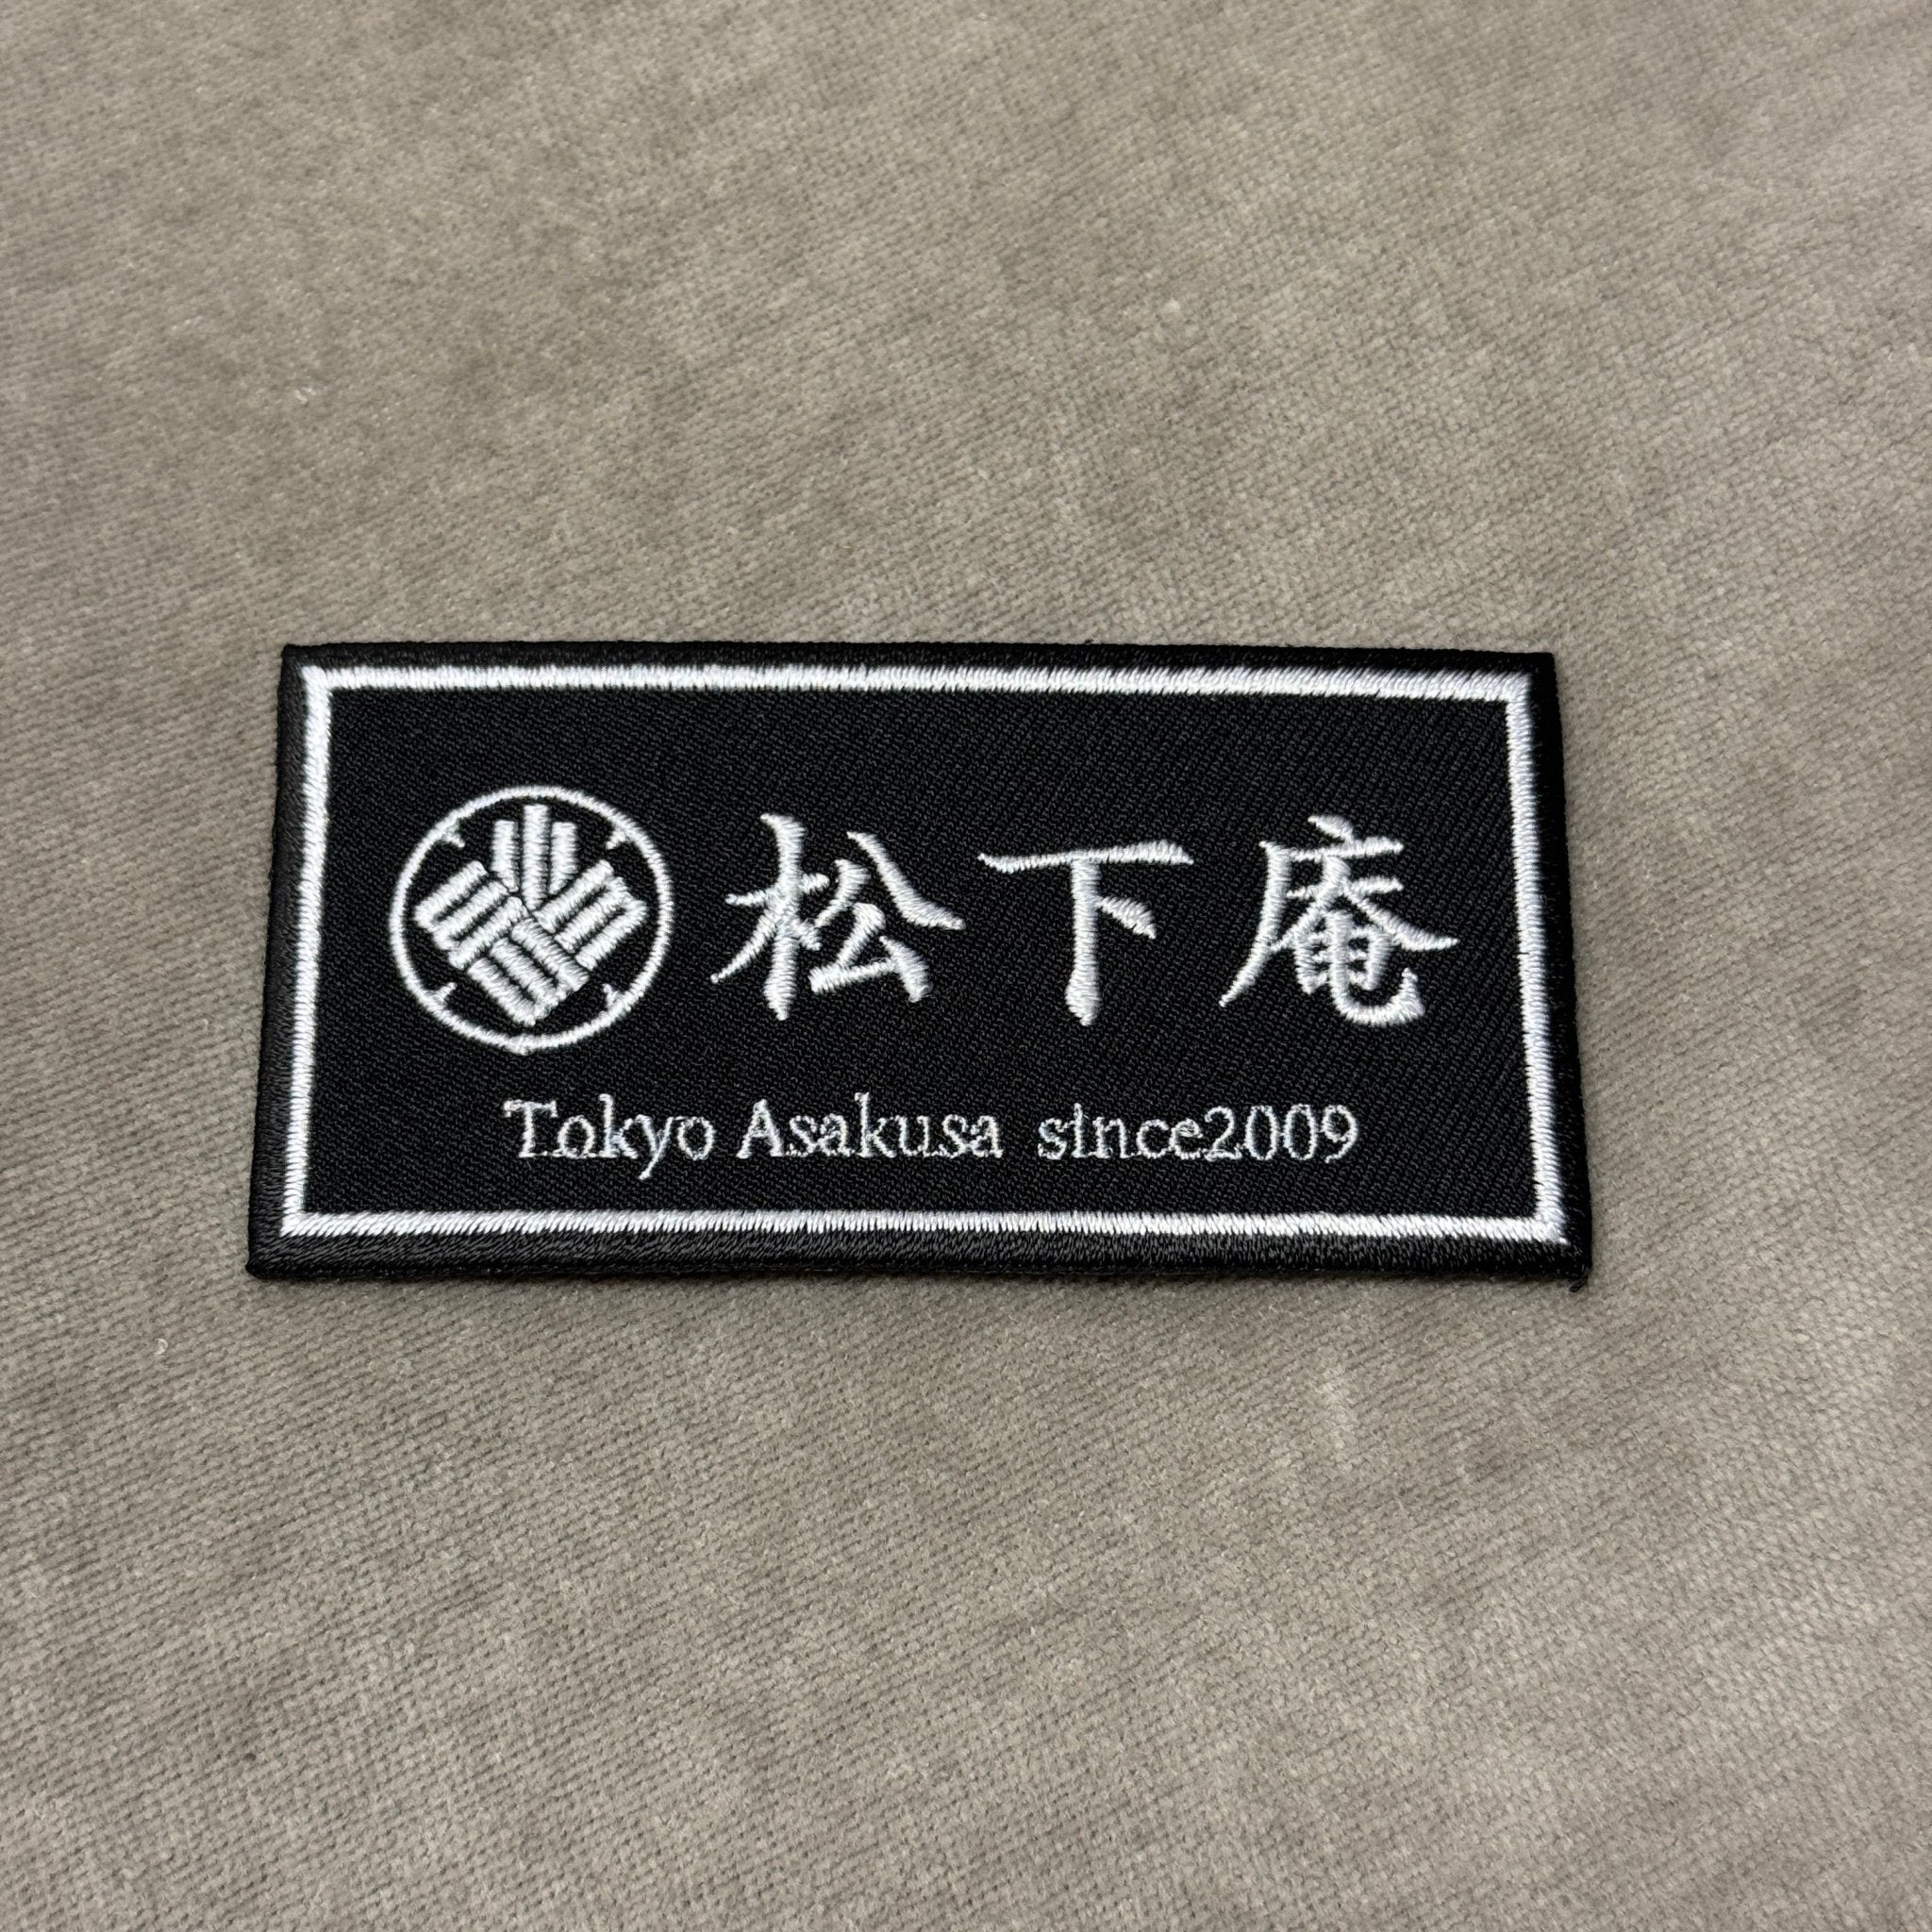 松下庵
Tokyo Asakusa since2009